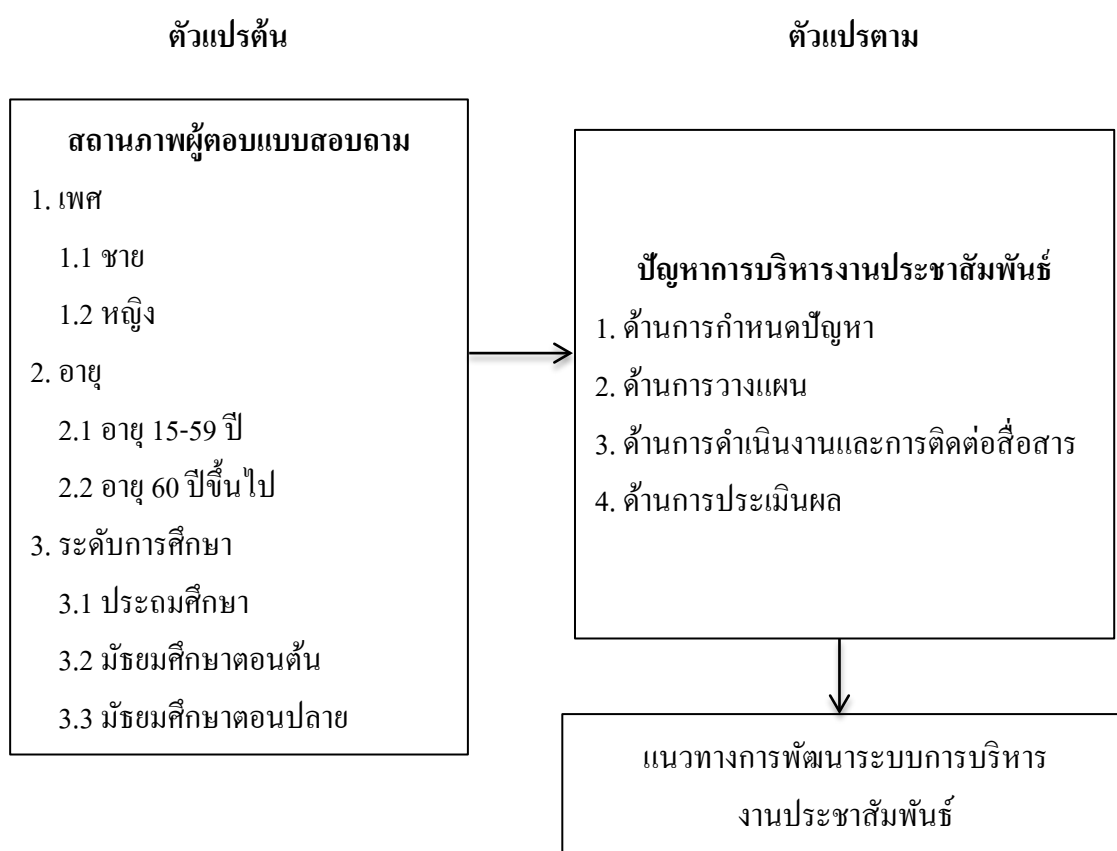 ตัวแปรต้น
ตัวแปรตาม
สถานภาพผู้ตอบแบบสอบถาม
1. เพศ
1.1 ชาย
1.2 หญิง
2. อายุ
2.1 อายุ 15-59 ปี
2.2 อายุ 60 ปีขึ้นไป
3. ระดับการศึกษา
3.1 ประถมศึกษา
3.2 มัธยมศึกษาตอนต้น
3.3 มัธยมศึกษาตอนปลาย
ปัญหาการบริหารงานประชาสัมพันธ์
1. ด้านการกำหนดปัญหา
2. ด้านการวางแผน
3. ด้านการดำเนินงานและการติดต่อสื่อสาร
4. ด้านการประเมินผล
แนวทางการพัฒนาระบบการบริหาร
งานประชาสัมพันธ์